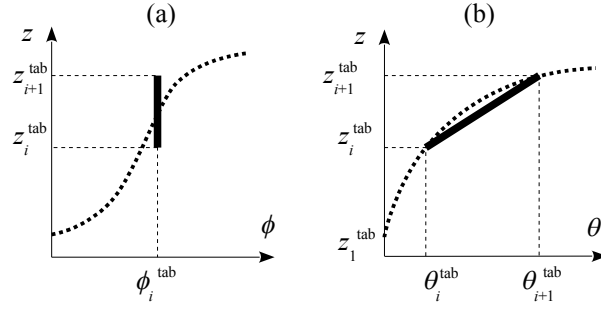 (a)
(b)
z
z_{i+1}^{tab}
z_i^{tab}
ϕ
ϕ_i^{tab}
z
z_{i+1}^{tab}
z_i^{tab}
z_1^{tab}
θ
θ_i^{tab}
θ_{i+1}^{tab}